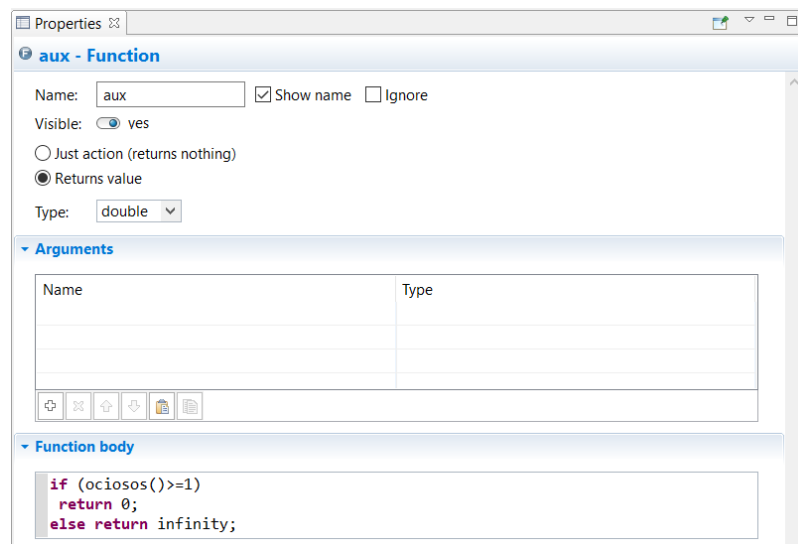 Properties
aux - Function
Name: aux Show name Ignore
Visible: yes
Just action (returns nothing)
Returns value
Type: double
Arguments
Name Type
Function body
if (ociosos()>=1)
return 0;
else return infinity;